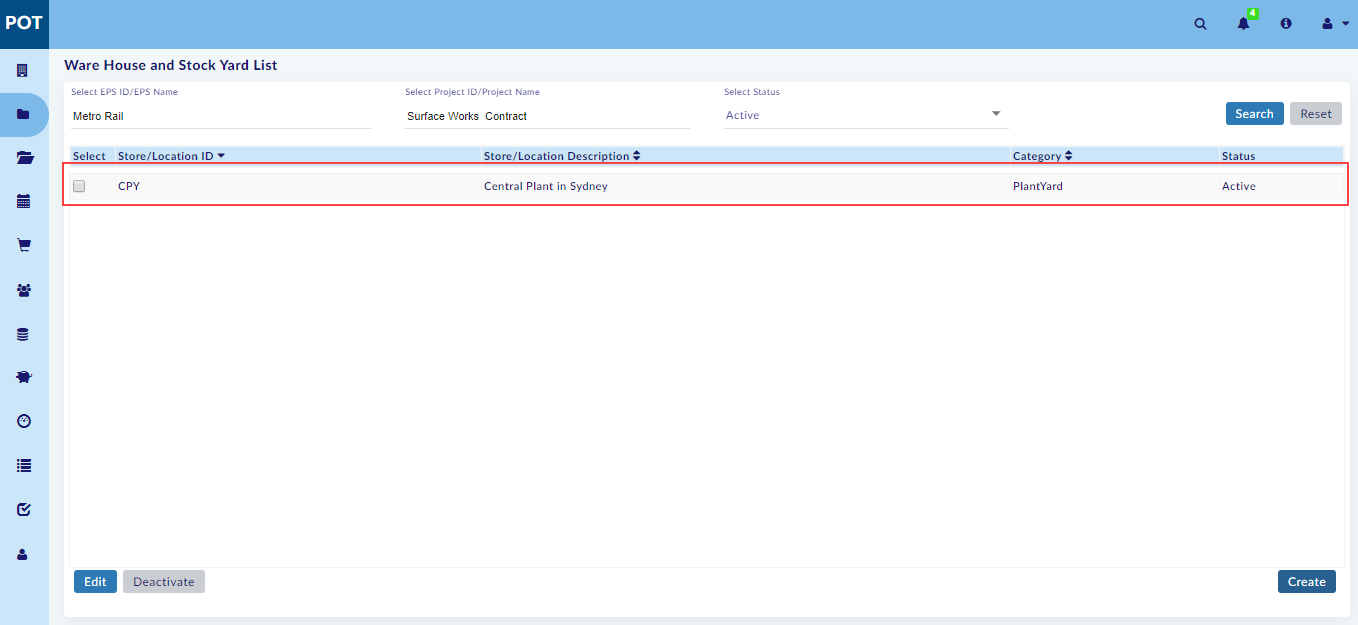 POT
4
Ware House and Stock Yard List
Select EPS ID/EPS Name Select Project ID/Project Name Select Status
Metro Rail Surface Works Contract Active Search Reset
Select Store/Location ID Store/Location Description Category Status
CPY Central Plant in Sydney PlantYard Active
Edit Deactivate Create